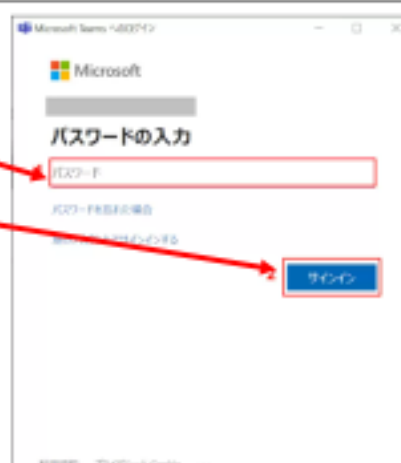 Microsoft Teams へのログイン
Microsoft
パスワードの入力
パスワード
パスワードを忘れた場合
サインイン